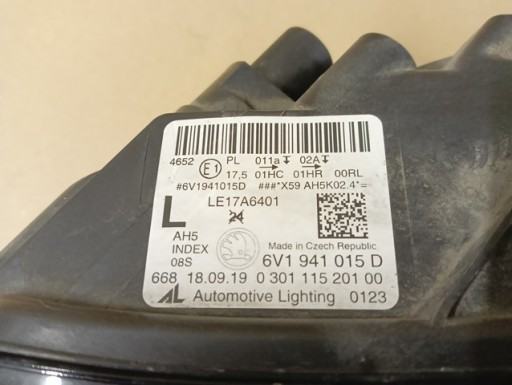 PL 011a 02A
4652 E1 17,5 01HC 01HR 00RL
#6V1941015D ###*X59 AH5K02.4*=
L LE17A6401
24
AH5
INDEX
08S
Made in Czech Republic
6V1 941 015 D
668 18.09.19 0 301 115 201 00
AL Automotive Lighting 0123